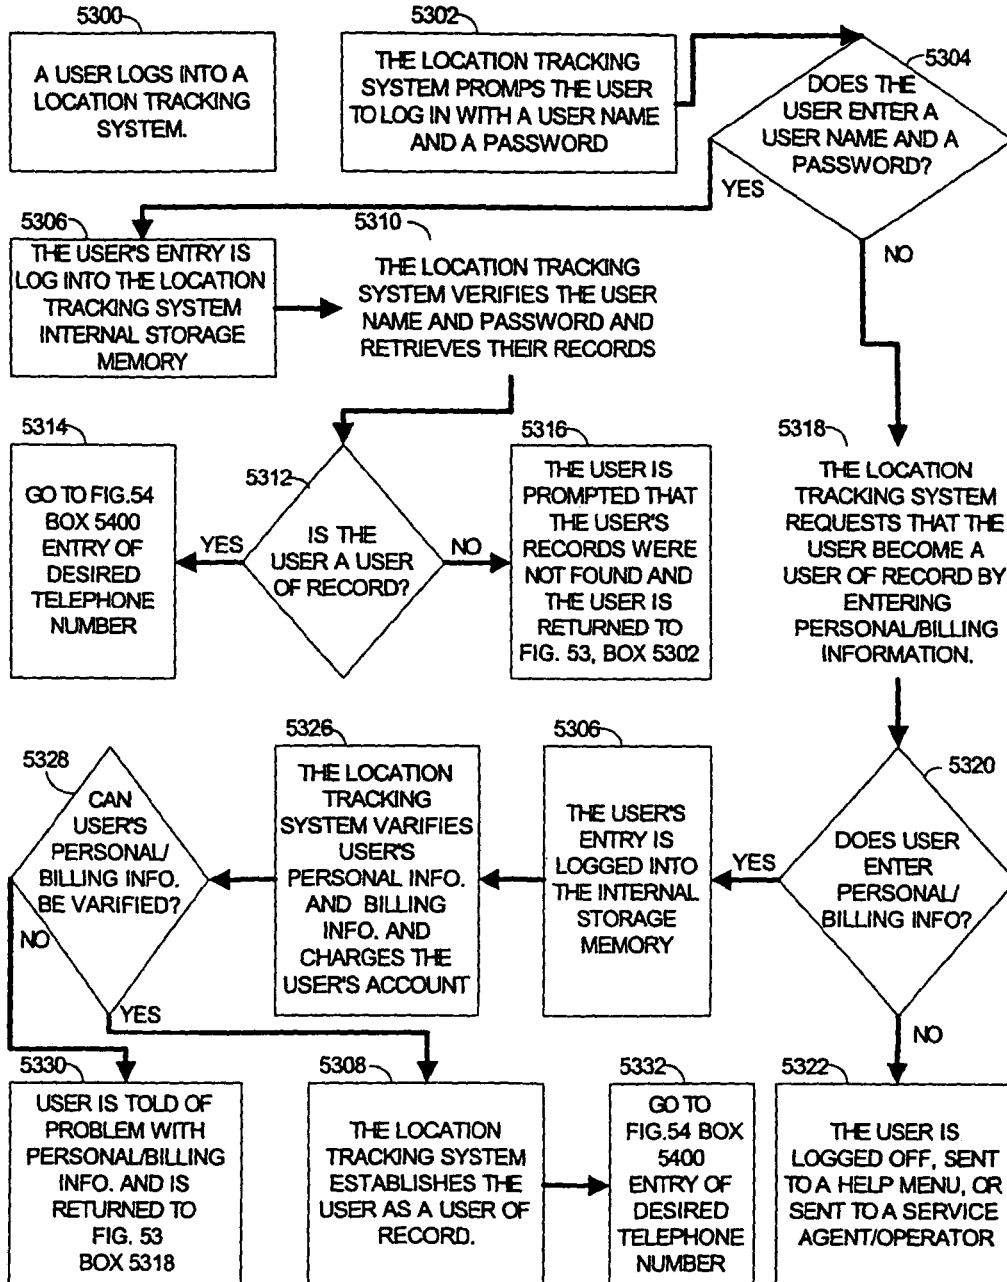 5300
A USER LOGS INTO A
LOCATION TRACKING
SYSTEM.
5302
THE LOCATION TRACKING
SYSTEM PROMPS THE USER
TO LOG IN WITH A USER NAME
AND A PASSWORD
5304
DOES THE
USER ENTER A
USER NAME AND A
PASSWORD?
YES
NO
5306
THE USER'S ENTRY IS
LOG INTO THE LOCATION
TRACKING SYSTEM
INTERNAL STORAGE
MEMORY
5310
THE LOCATION TRACKING
SYSTEM VERIFIES THE USER
NAME AND PASSWORD AND
RETRIEVES THEIR RECORDS
5314
GO TO FIG.54
BOX 5400
ENTRY OF
DESIRED
TELEPHONE
NUMBER
5312
IS THE
USER A USER
OF RECORD?
YES
NO
5316
THE USER IS
PROMPTED THAT
THE USER'S
RECORDS WERE
NOT FOUND AND
THE USER IS
RETURNED TO
FIG. 53, BOX 5302
5318
THE LOCATION
TRACKING SYSTEM
REQUESTS THAT THE
USER BECOME A
USER OF RECORD BY
ENTERING
PERSONAL/BILLING
INFORMATION.
5328
CAN
USER'S
PERSONAL/
BILLING INFO.
BE VARIFIED?
NO
YES
5326
THE LOCATION
TRACKING
SYSTEM VARIFIES
USER'S
PERSONAL INFO.
AND BILLING
INFO. AND
CHARGES THE
USER'S ACCOUNT
5306
THE USER'S
ENTRY IS
LOGGED INTO
THE INTERNAL
STORAGE
MEMORY
5320
DOES USER
ENTER
PERSONAL/
BILLING INFO?
YES
NO
5330
USER IS TOLD OF
PROBLEM WITH
PERSONAL/BILLING
INFO. AND IS
RETURNED TO
FIG. 53
BOX 5318
5308
THE LOCATION
TRACKING SYSTEM
ESTABLISHES THE
USER AS A USER OF
RECORD.
5332
GO TO
FIG.54 BOX
5400
ENTRY OF
DESIRED
TELEPHONE
NUMBER
5322
THE USER IS
LOGGED OFF, SENT
TO A HELP MENU, OR
SENT TO A SERVICE
AGENT/OPERATOR